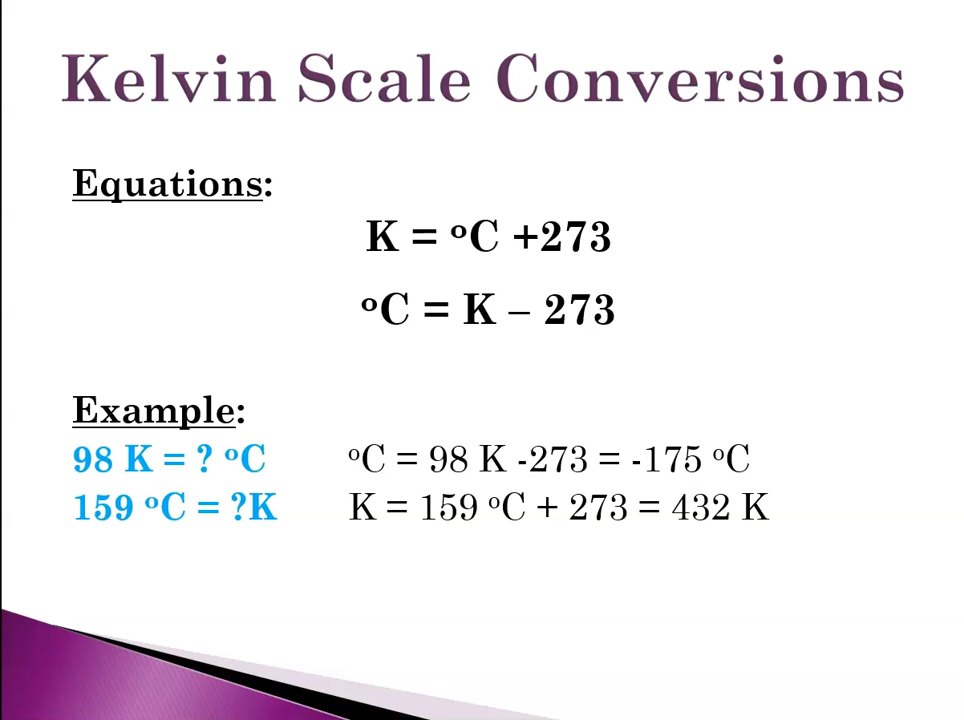 Kelvin Scale Conversions
Equations:
K = ᵒC +273
ᵒC = K – 273
Example:
98 K = ? ᵒC ᵒC = 98 K -273 = -175 ᵒC
159 ᵒC = ?K K = 159 ᵒC + 273 = 432 K